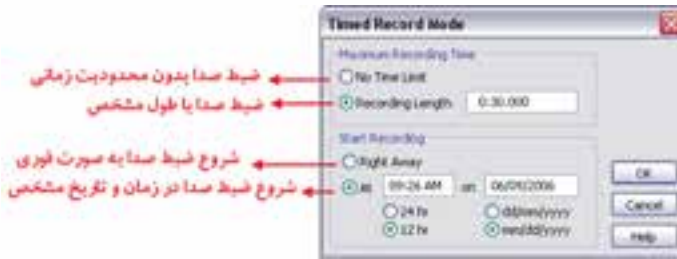 Timed Record Mode
Maximum Recording Time
ضبط صدا بدون محدودیت زمانی
No Time Limit
ضبط صدا با طول مشخص
Recording Length 0:30.000
Start Recording
شروع ضبط صدا به صورت فوری
Right Away
شروع ضبط صدا در زمان و تاریخ مشخص
At 09:26 AM on 06/09/2006
24 hr dd/mm/yyyy
12 hr mm/dd/yyyy
OK
Cancel
Help